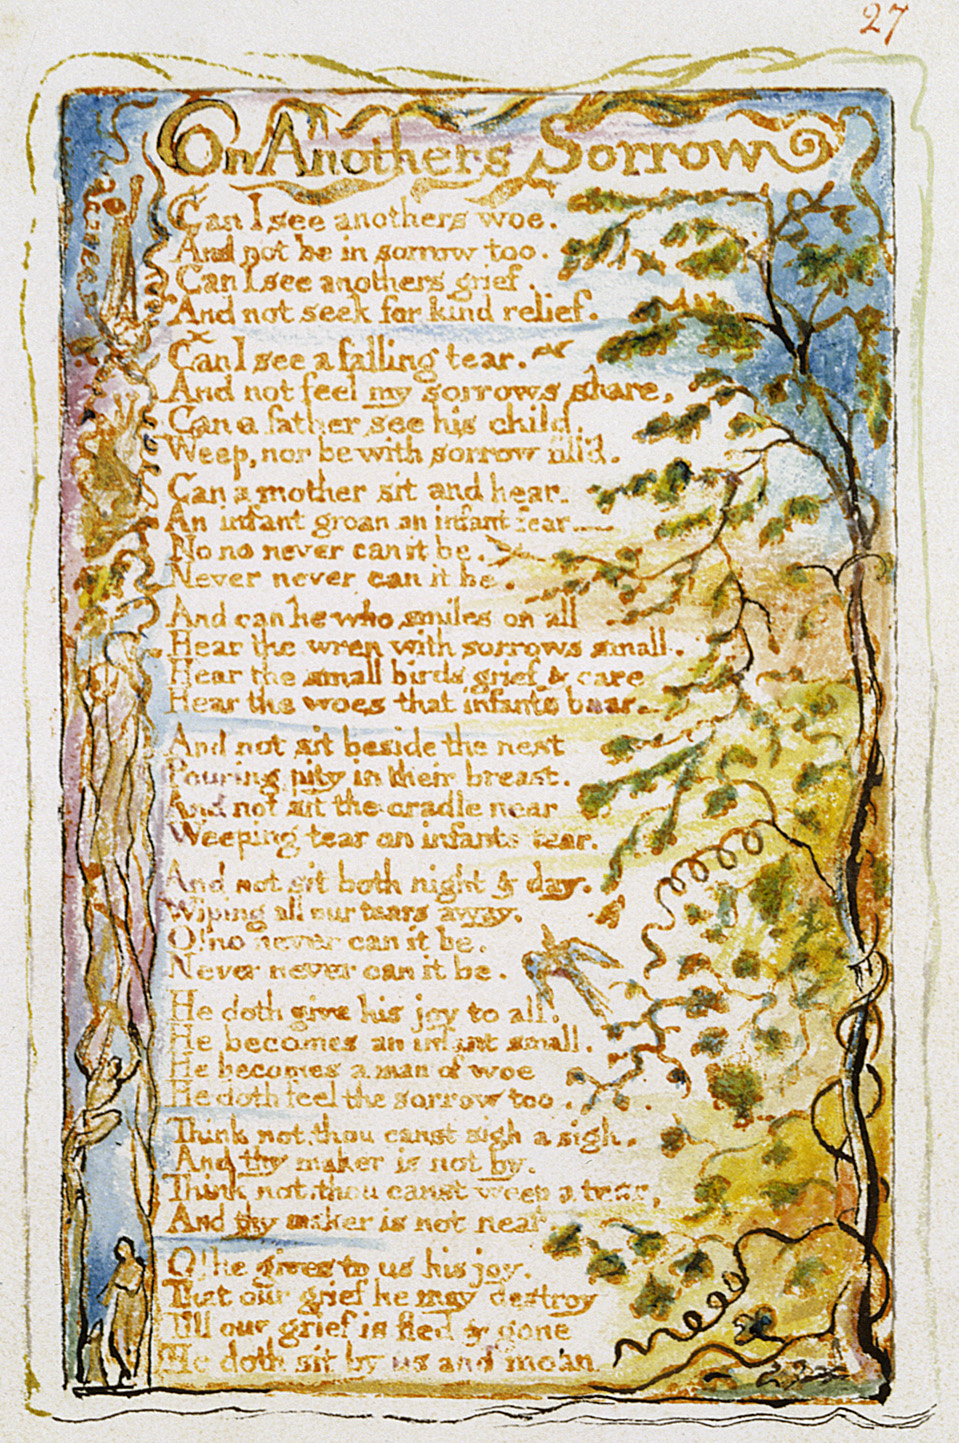 27
On Anothers Sorrow
Can I see anothers woe.
And not be in sorrow too.
Can I see anothers grief.
And not seek for kind relief.
Can I see a falling tear.
And not feel my sorrows share,
Can a father see his child.
Weep, nor be with sorrow fill'd.
Can a mother sit and hear.
An infant groan an infant fear
No no never can it be.
Never never can it be.
And can he who smiles on all
Hear the wren with sorrows small.
Hear the small birds grief & care
Hear the woes that infants bear
And not sit beside the nest
Pouring pity in their breast.
And not sit the cradle near
Weeping tear on infants tear.
And not sit both night & day.
Wiping all our tears away.
O! no never can it be.
Never never can it be.
He doth give his joy to all.
He becomes an infant small.
He becomes a man of woe
He doth feel the sorrow too.
Think not thou canst sigh a sigh.
And thy maker is not by.
Think not thou canst weep a tear,
And thy maker is not near.
O! he gives to us his joy.
That our grief he may destroy
Till our grief is fled & gone
He doth sit by us and moan